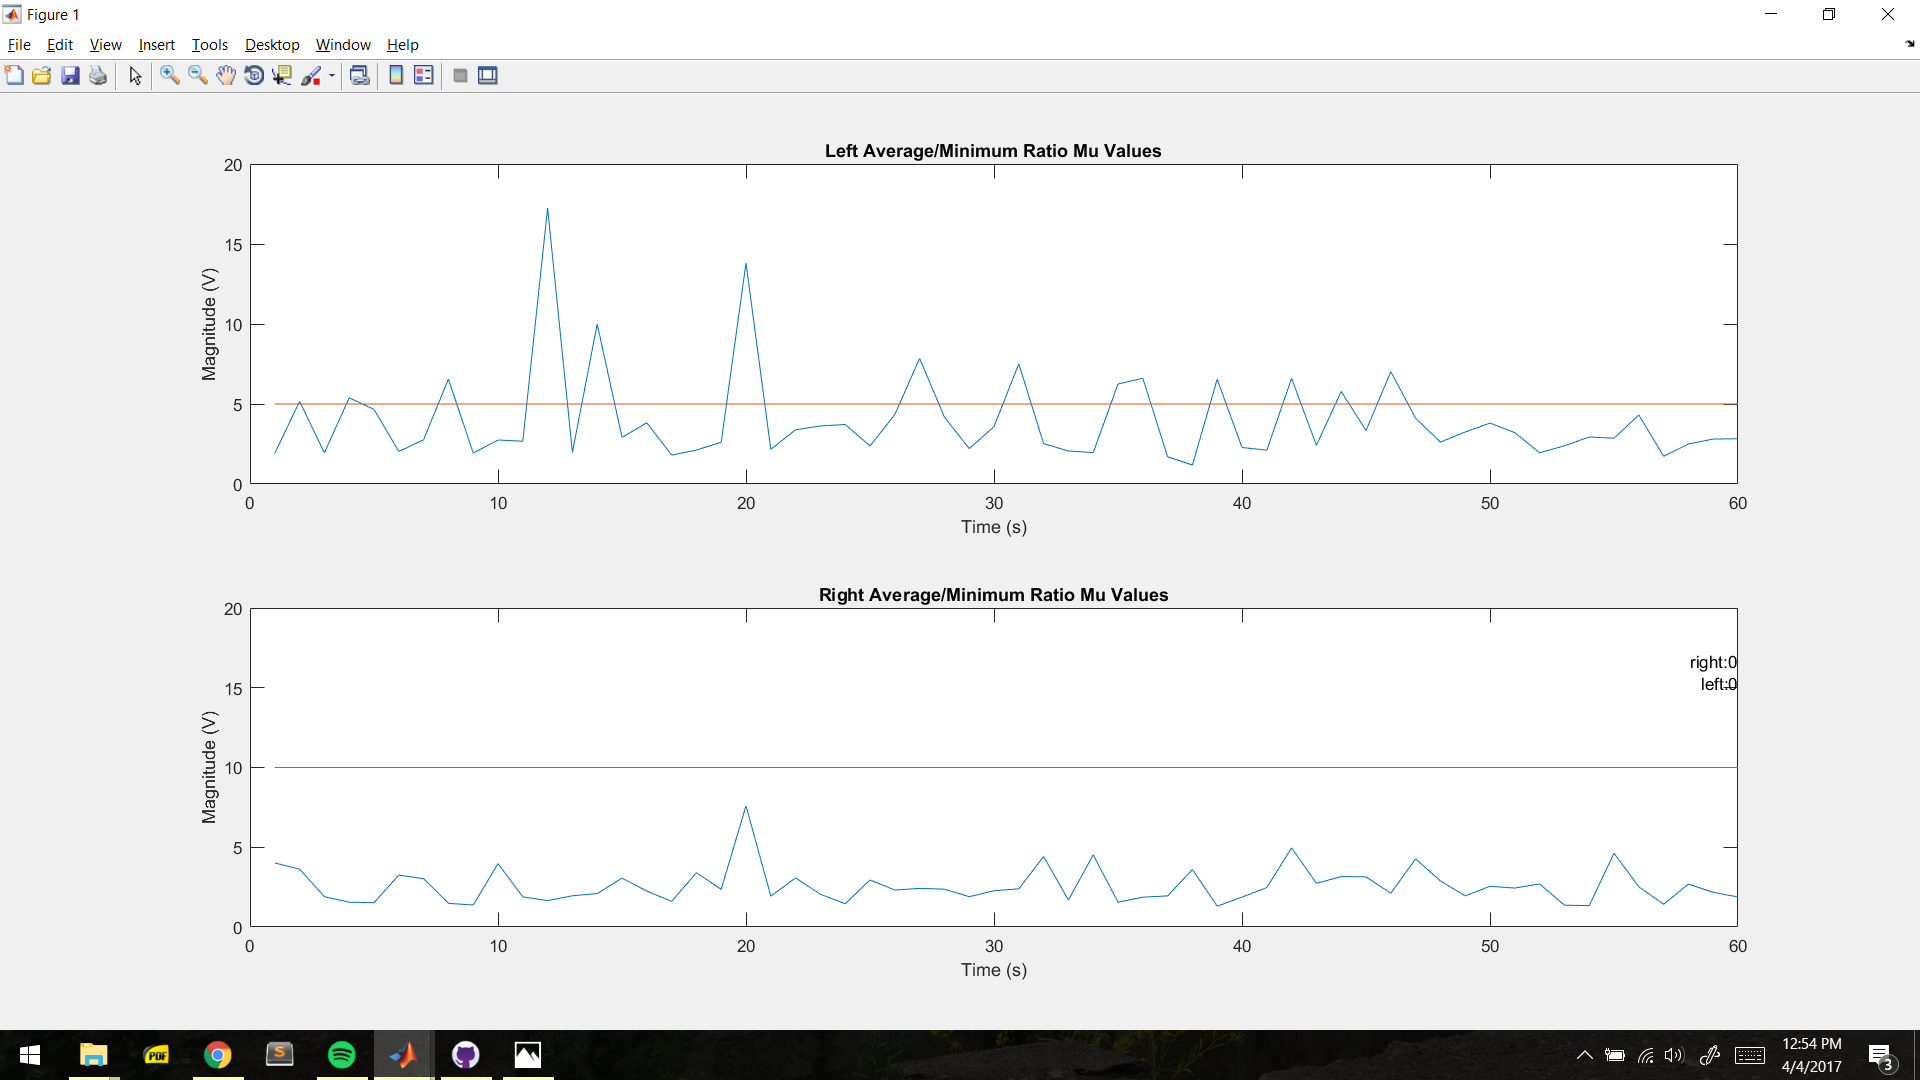 Figure 1
File Edit View Insert Tools Desktop Window Help
Left Average/Minimum Ratio Mu Values
20
15
10
5
0
Magnitude (V)
0 10 20 30 40 50 60
Time (s)
Right Average/Minimum Ratio Mu Values
20
15
10
5
0
Magnitude (V)
right:0
left:0
0 10 20 30 40 50 60
Time (s)
PDF
S
12:54 PM
4/4/2017
3